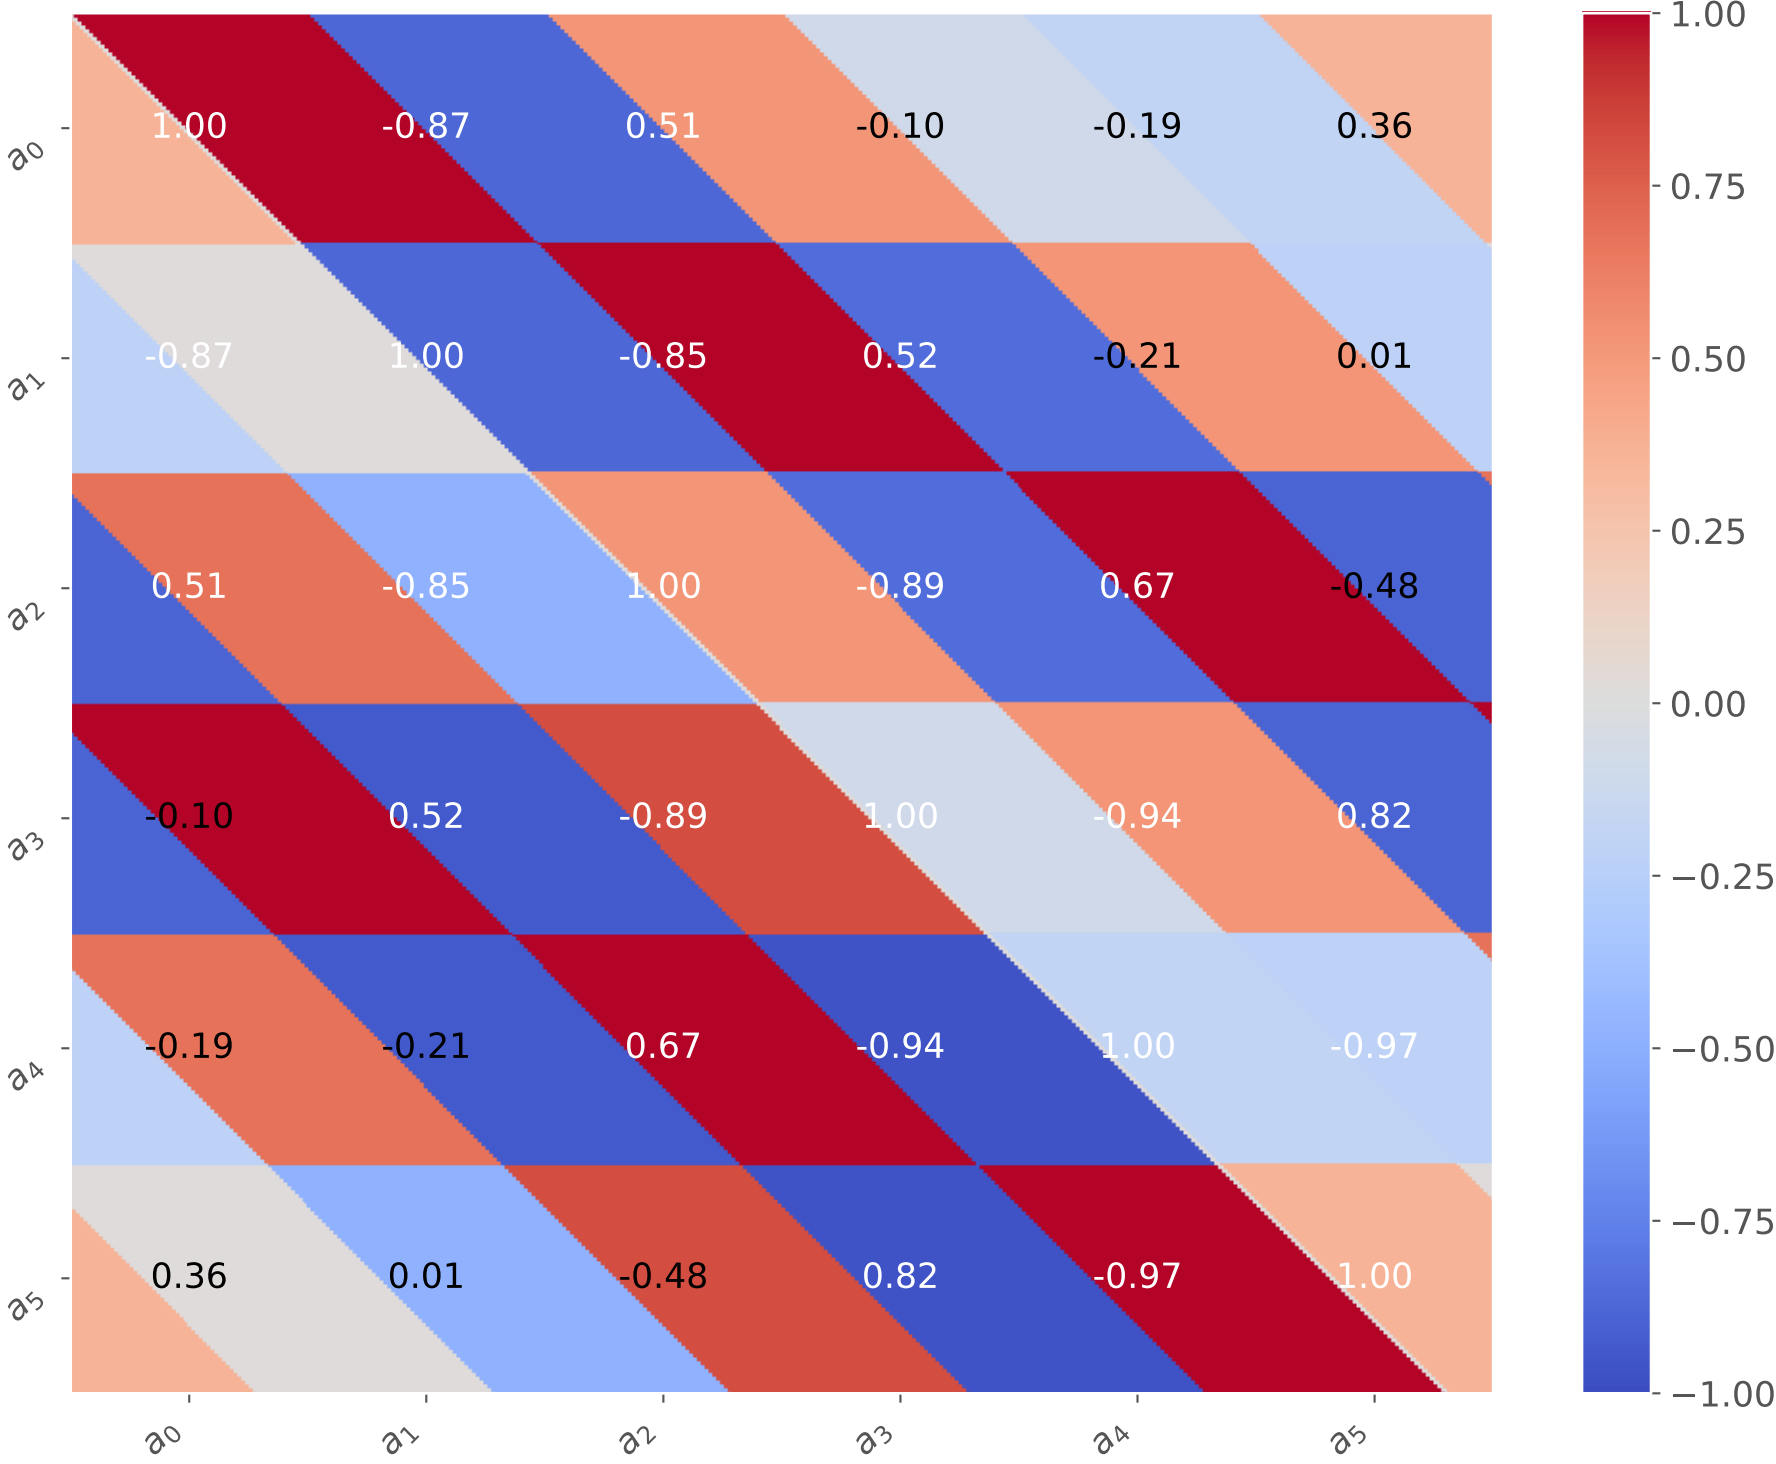 1.00
a0 1.00 -0.87 0.51 -0.10 -0.19 0.36
0.75
a1 -0.87 1.00 -0.85 0.52 -0.21 0.01
0.50
0.25
a2 0.51 -0.85 1.00 -0.89 0.67 -0.48
0.00
a3 -0.10 0.52 -0.89 1.00 -0.94 0.82
−0.25
a4 -0.19 -0.21 0.67 -0.94 1.00 -0.97
−0.50
−0.75
a5 0.36 0.01 -0.48 0.82 -0.97 1.00
−1.00
a0 a1 a2 a3 a4 a5